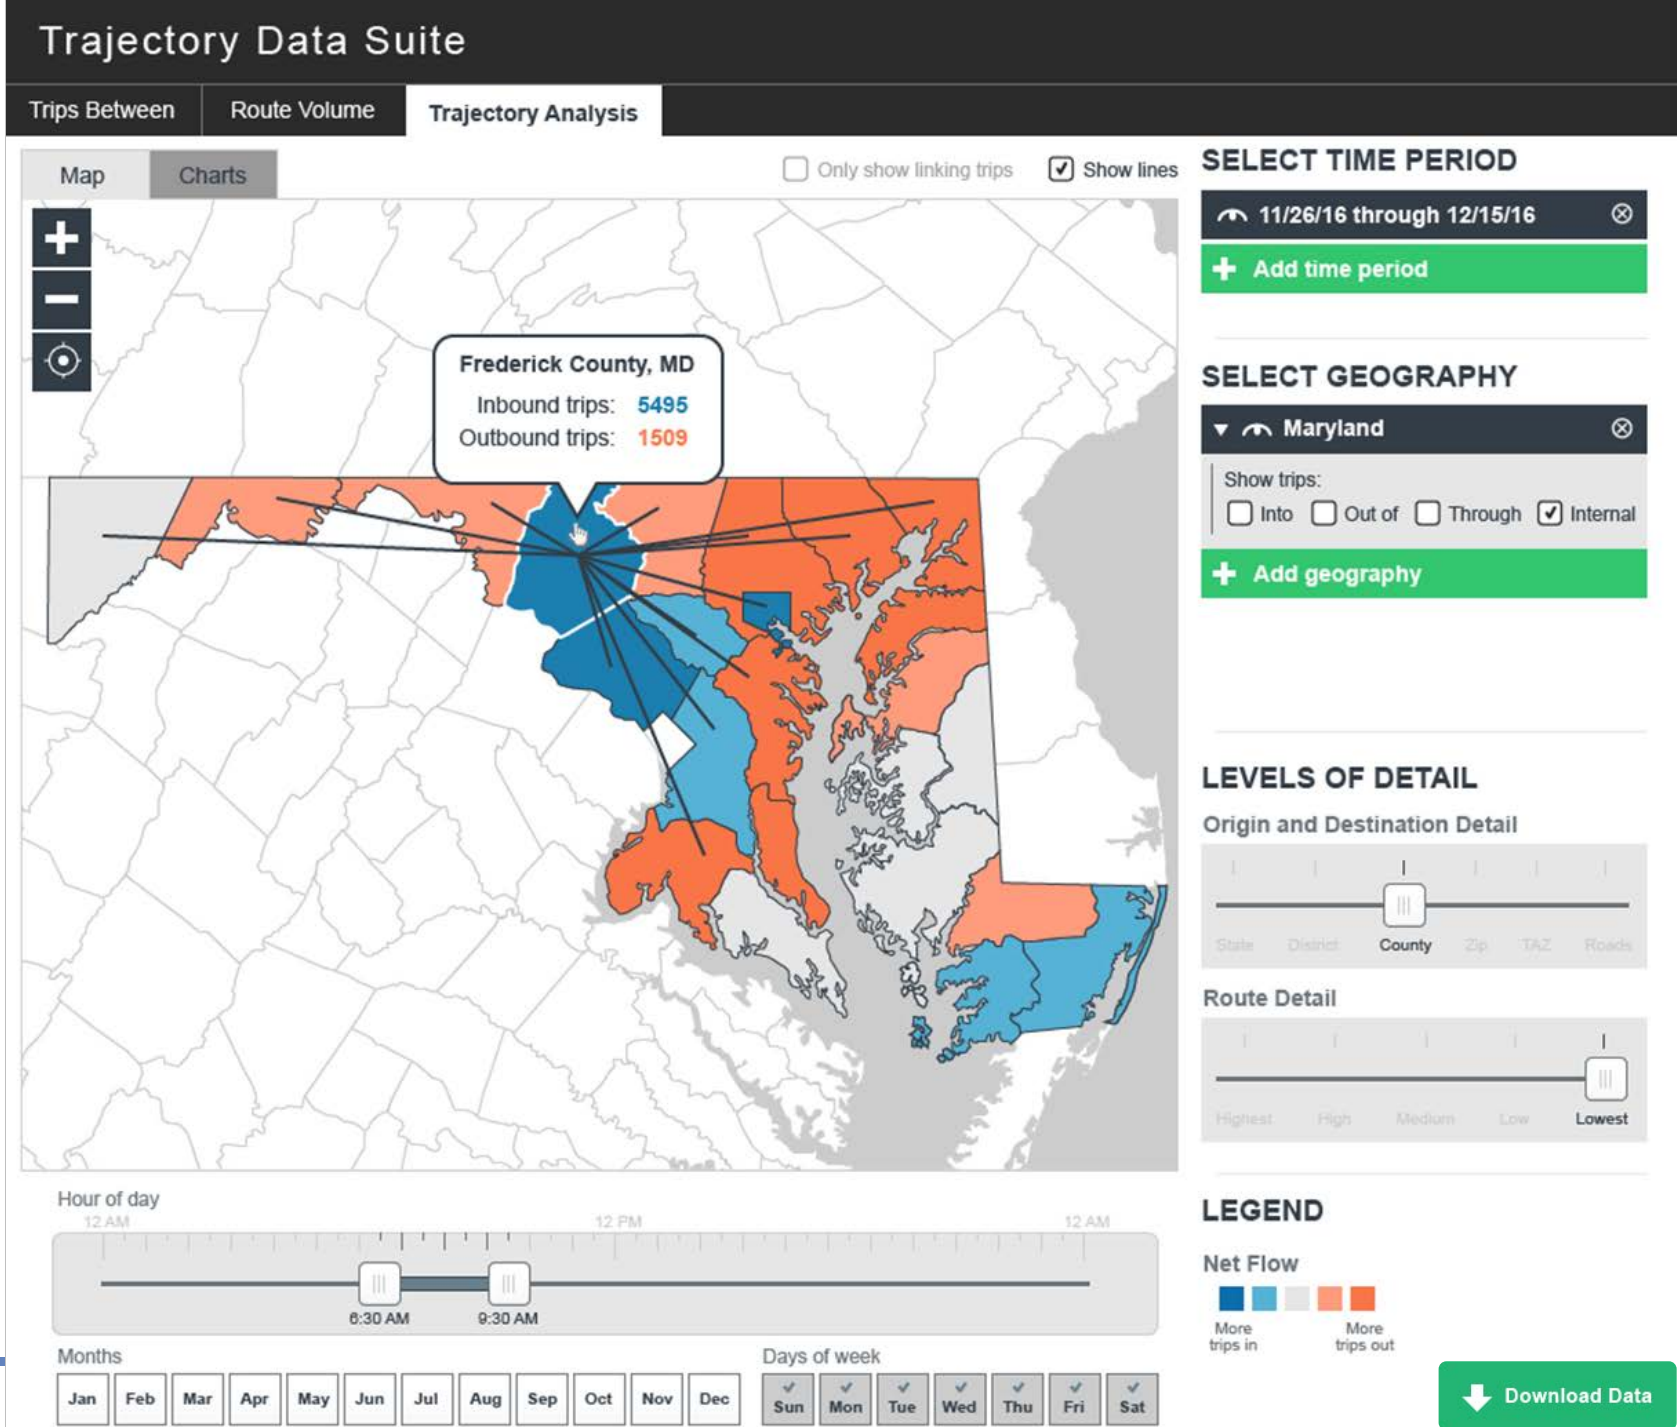 Trajectory Data Suite
Trips Between
Route Volume
Trajectory Analysis
Map
Charts
Only show linking trips
Show lines
Frederick County, MD
Inbound trips: 5495
Outbound trips: 1509
SELECT TIME PERIOD
11/26/16 through 12/15/16
Add time period
SELECT GEOGRAPHY
Maryland
Show trips:
Into Out of Through Internal
Add geography
LEVELS OF DETAIL
Origin and Destination Detail
State District County Zip TAZ Roads
Route Detail
Highest High Medium Low Lowest
LEGEND
Net Flow
More trips in
More trips out
Hour of day
12 AM 12 PM 12 AM
6:30 AM 9:30 AM
Months
Jan Feb Mar Apr May Jun Jul Aug Sep Oct Nov Dec
Days of week
Sun Mon Tue Wed Thu Fri Sat
Download Data